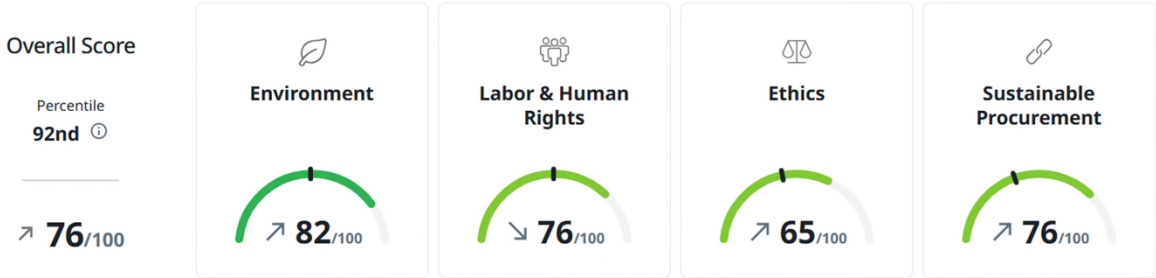 Overall Score
Percentile
92nd
76/100
Environment
82/100
Labor & Human
Rights
76/100
Ethics
65/100
Sustainable
Procurement
76/100